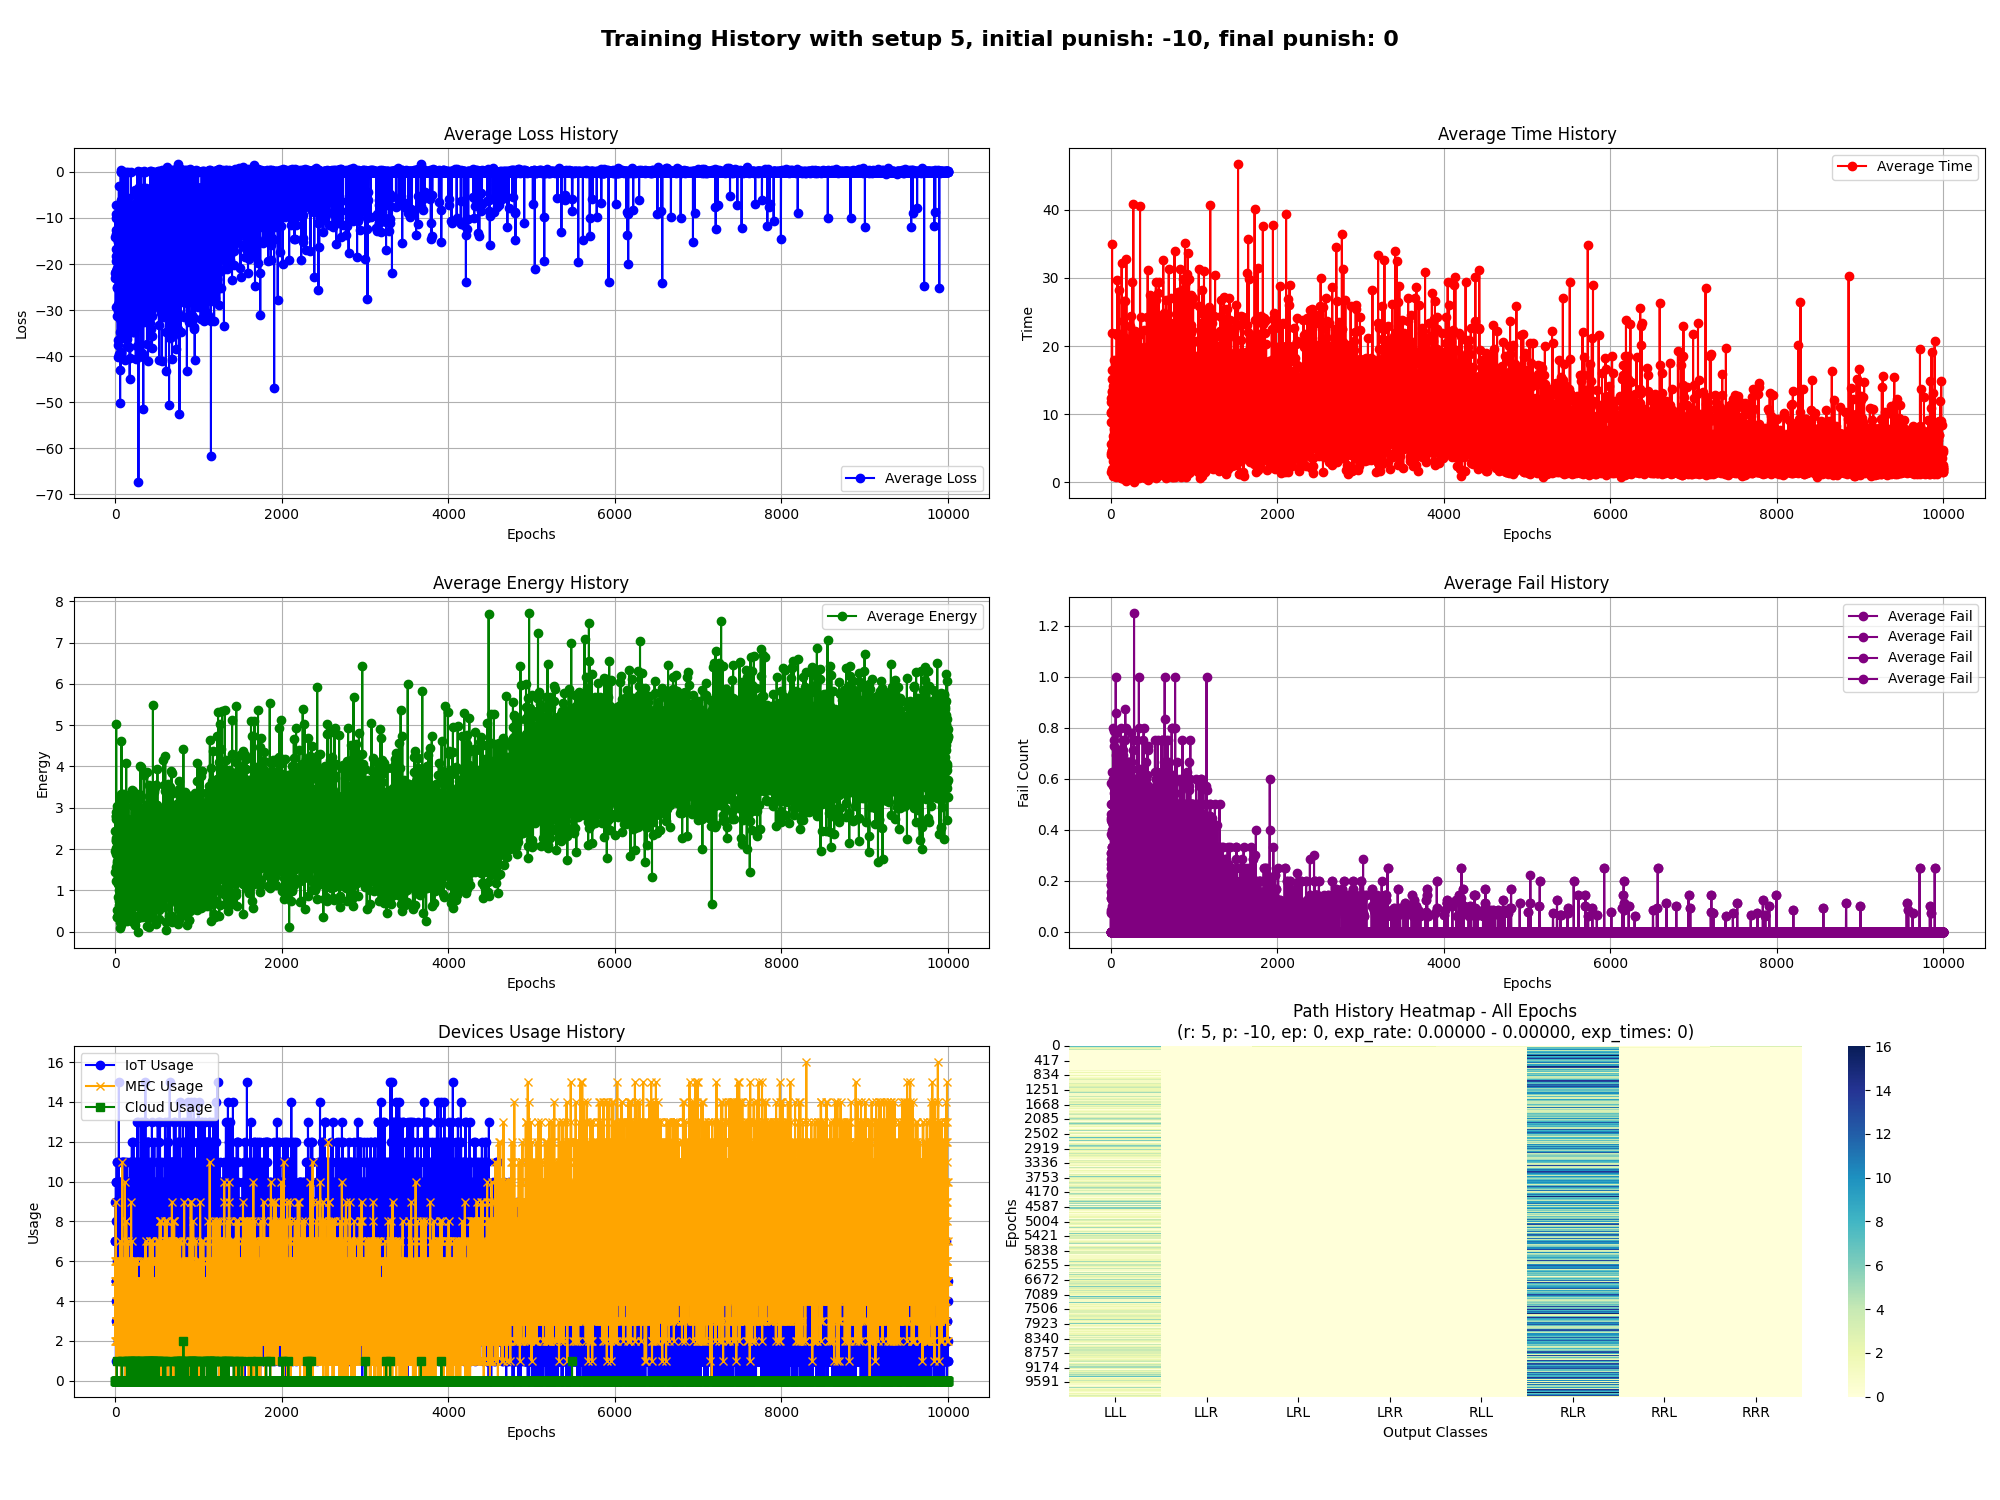 Training History with setup 5, initial punish: -10, final punish: 0
Average Loss History
0
−10
−20
−30
−40
−50
−60
−70
Loss
0 2000 4000 6000 8000 10000
Epochs
Average Loss
Average Time History
40
30
20
10
0
Time
0 2000 4000 6000 8000 10000
Epochs
Average Time
Average Energy History
8
7
6
5
4
3
2
1
0
Energy
0 2000 4000 6000 8000 10000
Epochs
Average Energy
Average Fail History
1.2
1.0
0.8
0.6
0.4
0.2
0.0
Fail Count
0 2000 4000 6000 8000 10000
Epochs
Average Fail
Average Fail
Average Fail
Average Fail
Devices Usage History
16
14
12
10
8
6
4
2
0
Usage
0 2000 4000 6000 8000 10000
Epochs
IoT Usage
MEC Usage
Cloud Usage
Path History Heatmap - All Epochs
(r: 5, p: -10, ep: 0, exp_rate: 0.00000 - 0.00000, exp_times: 0)
0
417
834
1251
1668
2085
2502
2919
3336
3753
4170
4587
5004
5421
5838
6255
6672
7089
7506
7923
8340
8757
9174
9591
Epochs
LLL LLR LRL LRR RLL RLR RRL RRR
Output Classes
16
14
12
10
8
6
4
2
0